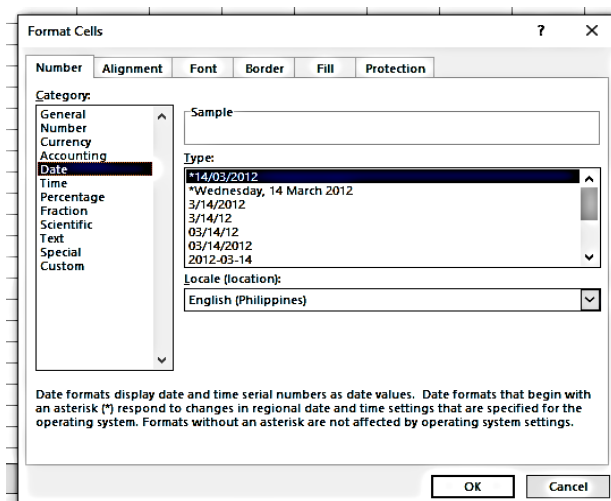 Format Cells ? ×
Number Alignment Font Border Fill Protection
Category:
General
Number
Currency
Accounting
Date
Time
Percentage
Fraction
Scientific
Text
Special
Custom
Sample
Type:
*14/03/2012
*Wednesday, 14 March 2012
3/14/2012
3/14/12
03/14/12
03/14/2012
2012-03-14
Locale (location):
English (Philippines)
Date formats display date and time serial numbers as date values. Date formats that begin with
an asterisk (*) respond to changes in regional date and time settings that are specified for the
operating system. Formats without an asterisk are not affected by operating system settings.
OK Cancel